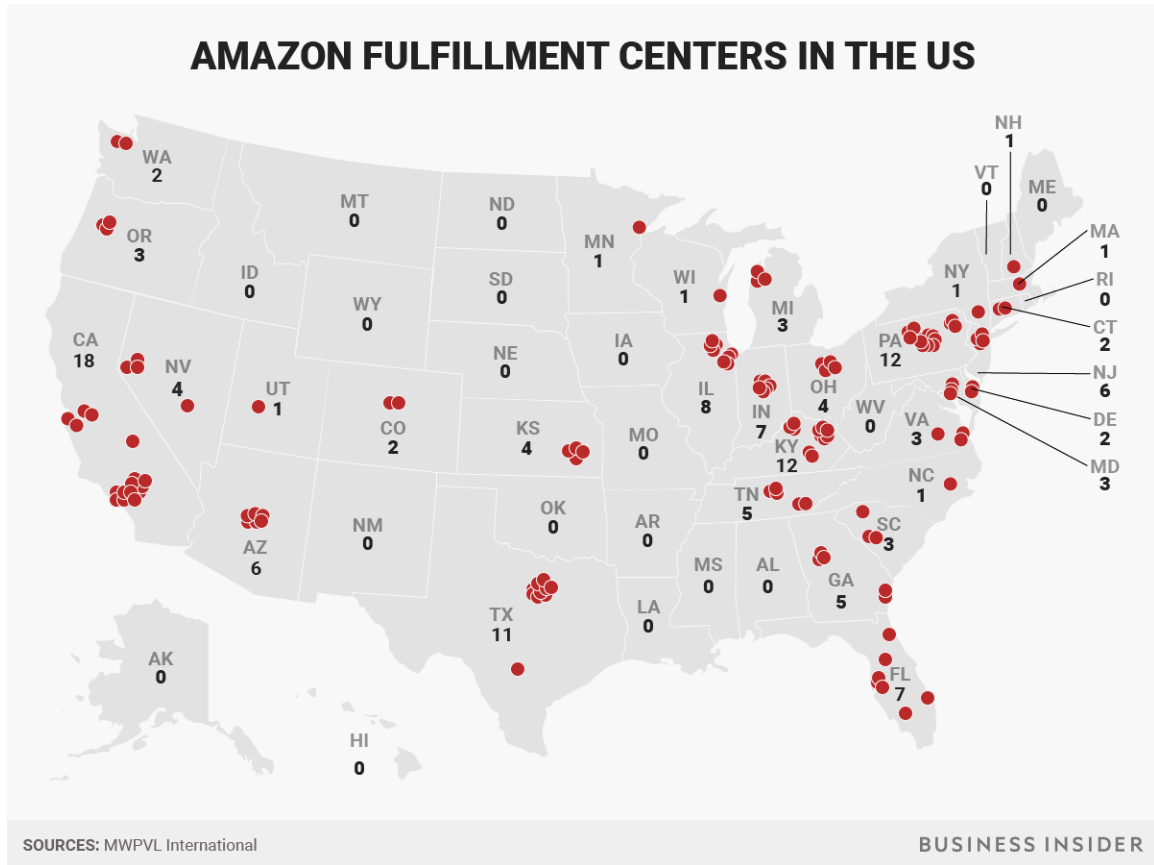 AMAZON FULFILLMENT CENTERS IN THE US
NH
1
VT
0
ME
0
WA
2
MT
0
ND
0
OR
3
MN
1
MA
1
ID
0
SD
0
WI
1
NY
1
RI
0
WY
0
MI
3
CT
2
CA
18
NV
4
IA
0
PA
12
NE
0
NJ
6
UT
1
IL
8
IN
7
OH
4
WV
0
VA
3
DE
2
CO
2
KS
4
MO
0
KY
12
MD
3
NC
1
TN
5
OK
0
AR
0
NM
0
AZ
6
SC
3
MS
0
AL
0
GA
5
TX
11
LA
0
AK
0
FL
7
HI
0
SOURCES: MWPVL International
BUSINESS INSIDER